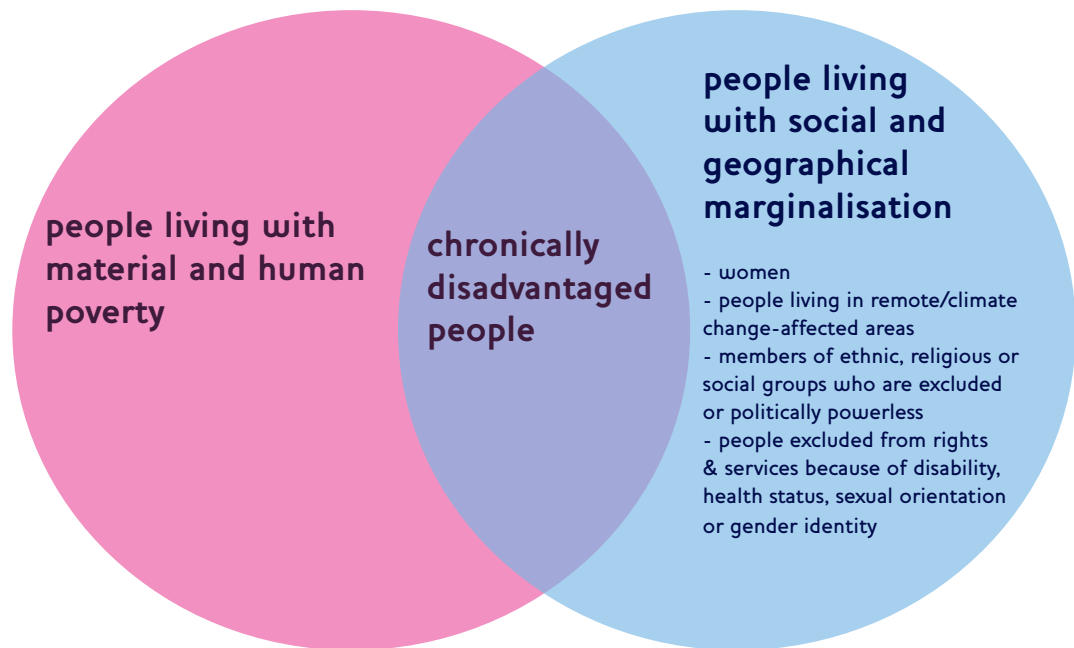 people living with
material and human
poverty
chronically
disadvantaged
people
people living
with social and
geographical
marginalisation
- women
- people living in remote/climate
change-affected areas
- members of ethnic, religious or
social groups who are excluded
or politically powerless
- people excluded from rights
& services because of disability,
health status, sexual orientation
or gender identity